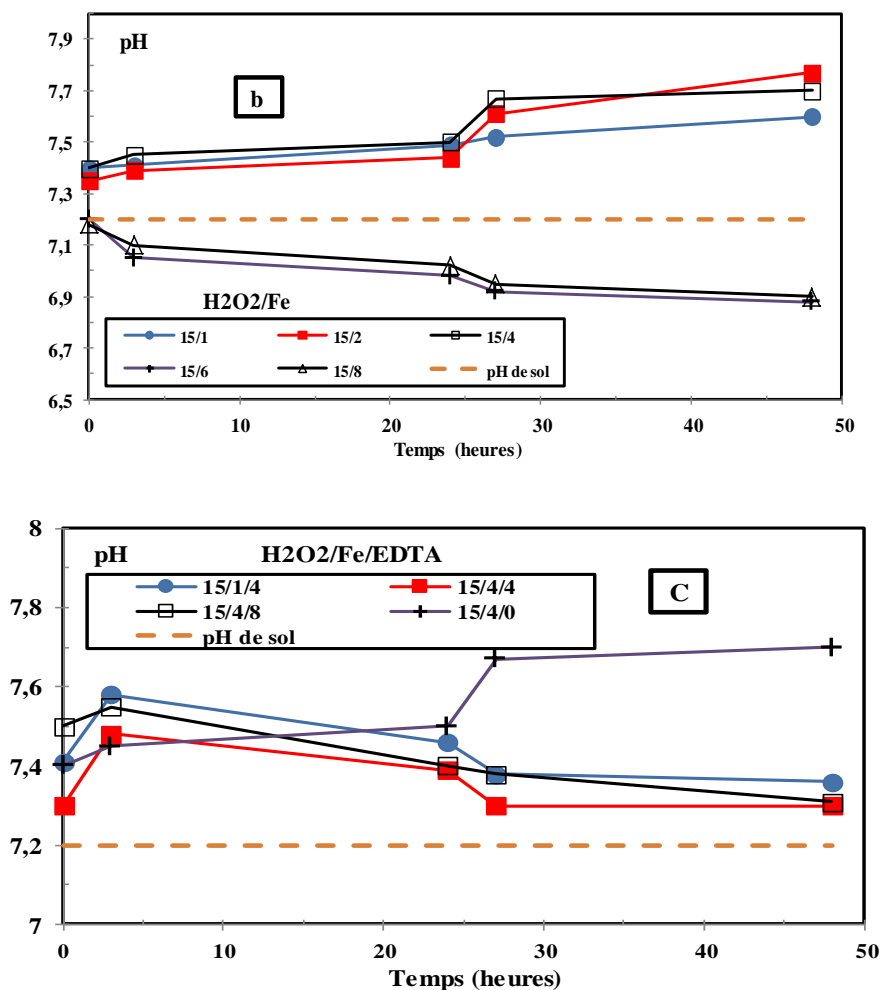 7,9
pH
b
7,7
7,5
7,3
7,1
6,9
H2O2/Fe
15/1 15/2 15/4
6,7
15/6 15/8 pH de sol
6,5
0 10 20 30 40 50
Temps (heures)
8
pH H2O2/Fe/EDTA
15/1/4 15/4/4
C
7,8
15/4/8 15/4/0
pH de sol
7,6
7,4
7,2
7
0 10 20 30 40 50
Temps (heures)